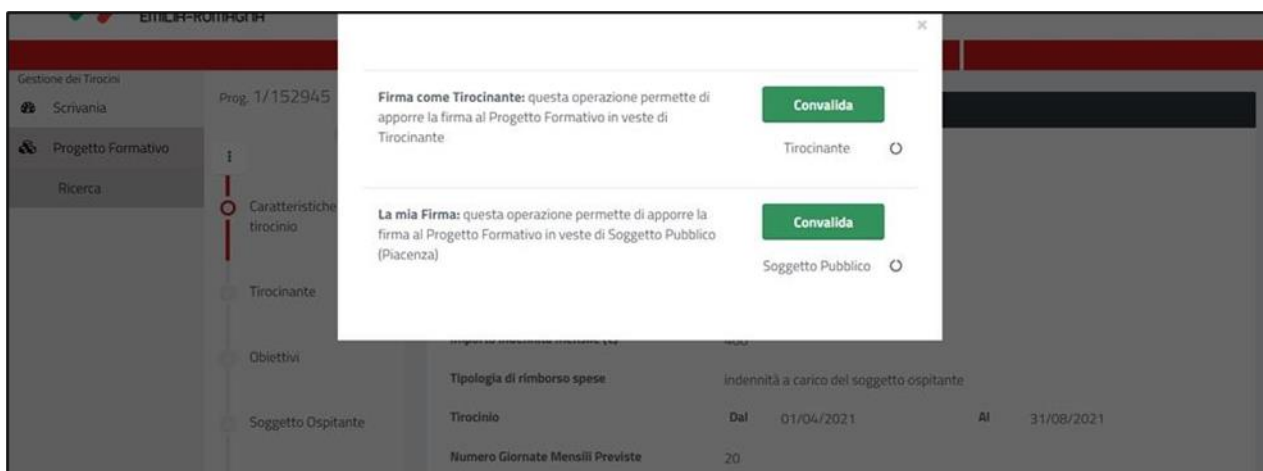 EMILIA-ROMAGNA
×
Gestione dei Tirocini
Scrivania
Progetto Formativo
Ricerca
Prog. 1/152945
Caratteristiche
tirocinio
Tirocinante
Obiettivi
Soggetto Ospitante
Firma come Tirocinante: questa operazione permette di
apporre la firma al Progetto Formativo in veste di
Tirocinante
Convalida
Tirocinante
La mia Firma: questa operazione permette di apporre la
firma al Progetto Formativo in veste di Soggetto Pubblico
(Piacenza)
Convalida
Soggetto Pubblico
Importo indennità mensile (€) 400
Tipologia di rimborso spese indennità a carico del soggetto ospitante
Tirocinio Dal 01/04/2021 Al 31/08/2021
Numero Giornate Mensili Previste 20